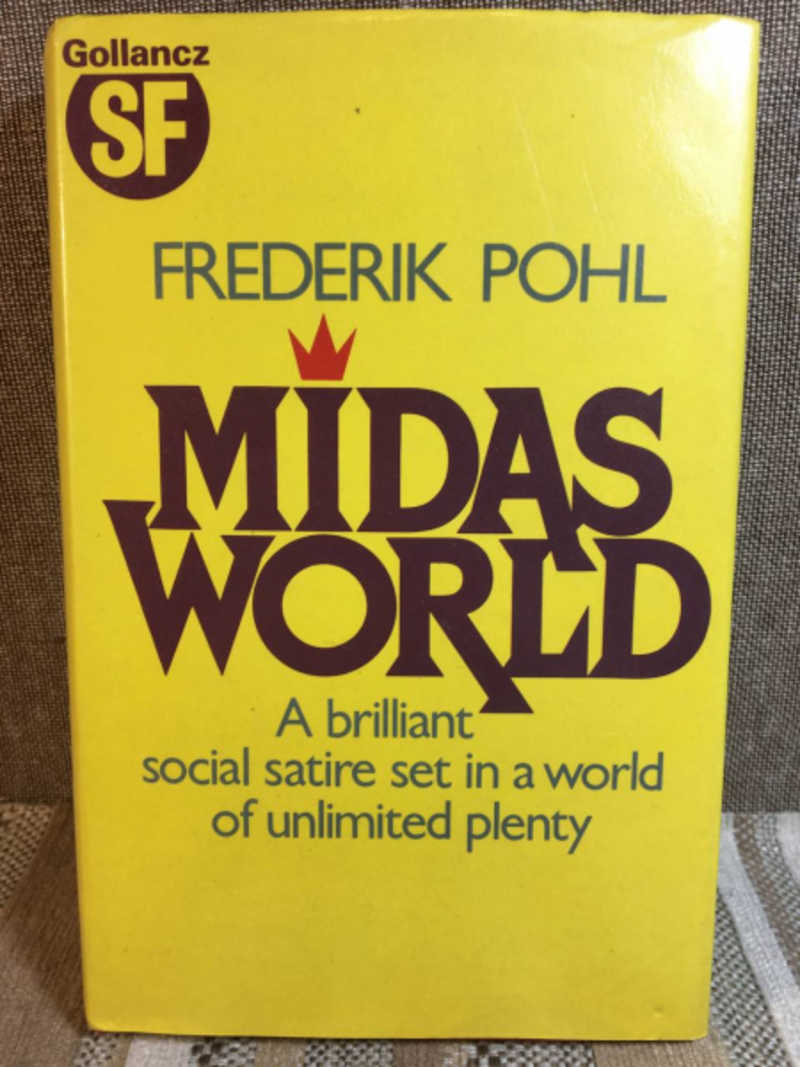 Gollancz
SF
FREDERIK POHL
MIDAS
WORLD
A brilliant
social satire set in a world
of unlimited plenty